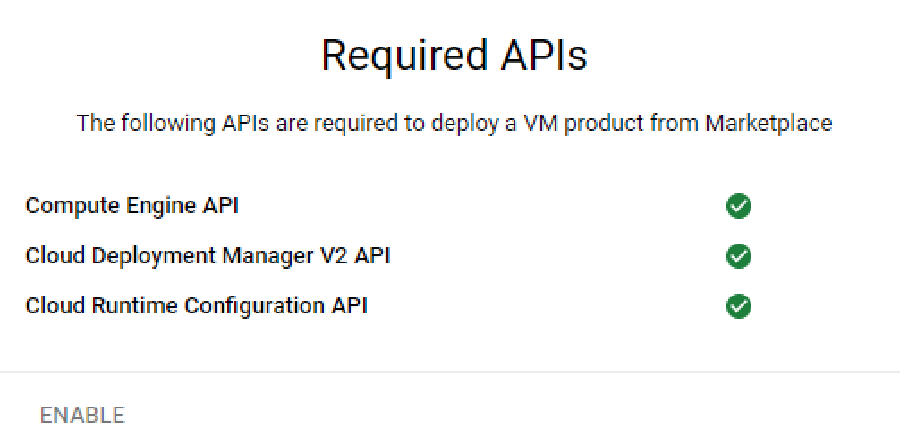 Required APIs
The following APIs are required to deploy a VM product from Marketplace
Compute Engine API
Cloud Deployment Manager V2 API
Cloud Runtime Configuration API
ENABLE